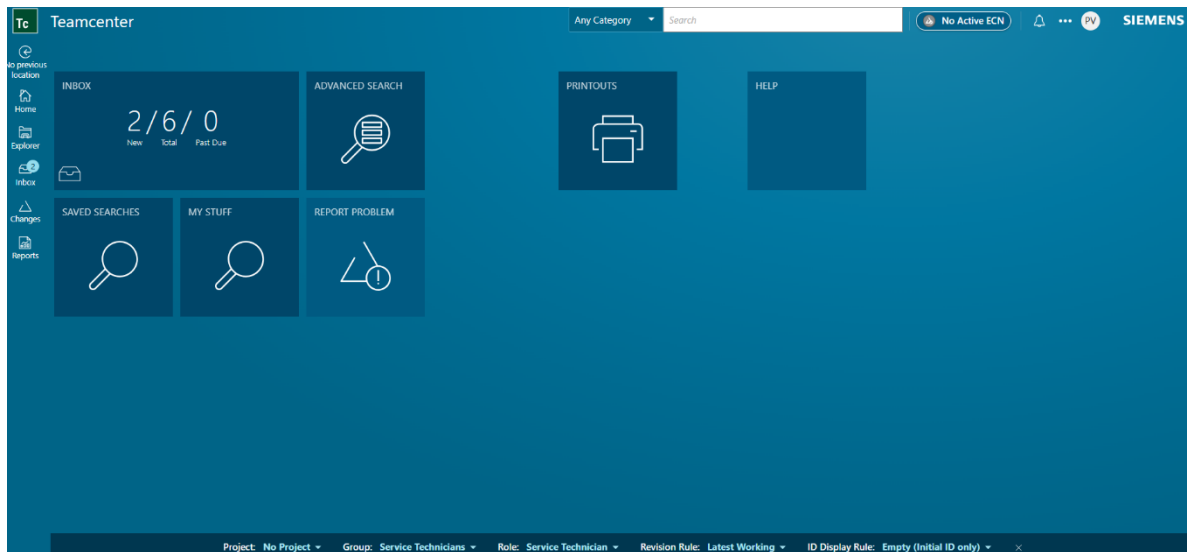 Tc Teamcenter Any Category Search No Active ECN PV SIEMENS
No previous
location
Home
Explorer
2
Inbox
Changes
Reports
INBOX
2/6/0
New Total Past Due
ADVANCED SEARCH
PRINTOUTS
HELP
SAVED SEARCHES
MY STUFF
REPORT PROBLEM
Project: No Project Group: Service Technicians Role: Service Technician Revision Rule: Latest Working ID Display Rule: Empty (Initial ID only)